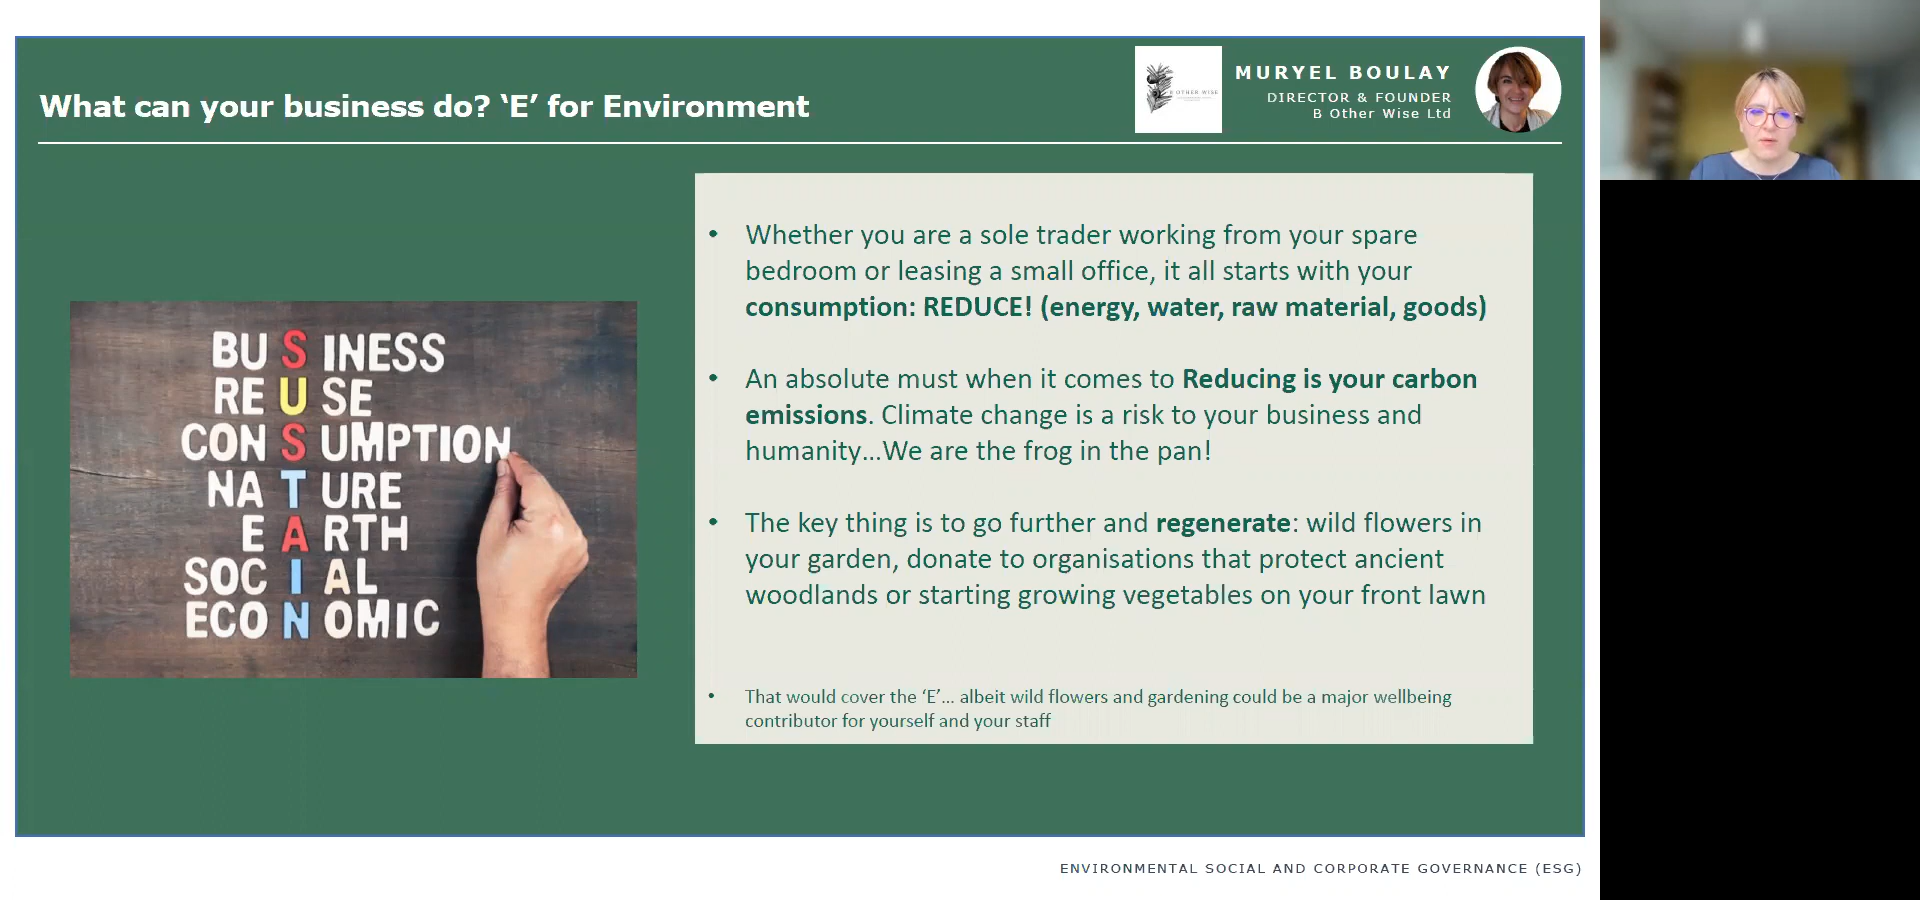 What can your business do? ‘E’ for Environment
B OTHER WISE
MURYEL BOULAY
DIRECTOR & FOUNDER
B Other Wise Ltd
BUSINESS
REUSE
CONSUMPTION
NATURE
EARTH
SOCIAL
ECONOMIC
• Whether you are a sole trader working from your spare
bedroom or leasing a small office, it all starts with your
consumption: REDUCE! (energy, water, raw material, goods)
• An absolute must when it comes to Reducing is your carbon
emissions. Climate change is a risk to your business and
humanity…We are the frog in the pan!
• The key thing is to go further and regenerate: wild flowers in
your garden, donate to organisations that protect ancient
woodlands or starting growing vegetables on your front lawn
• That would cover the ‘E’… albeit wild flowers and gardening could be a major wellbeing
contributor for yourself and your staff
ENVIRONMENTAL SOCIAL AND CORPORATE GOVERNANCE (ESG)